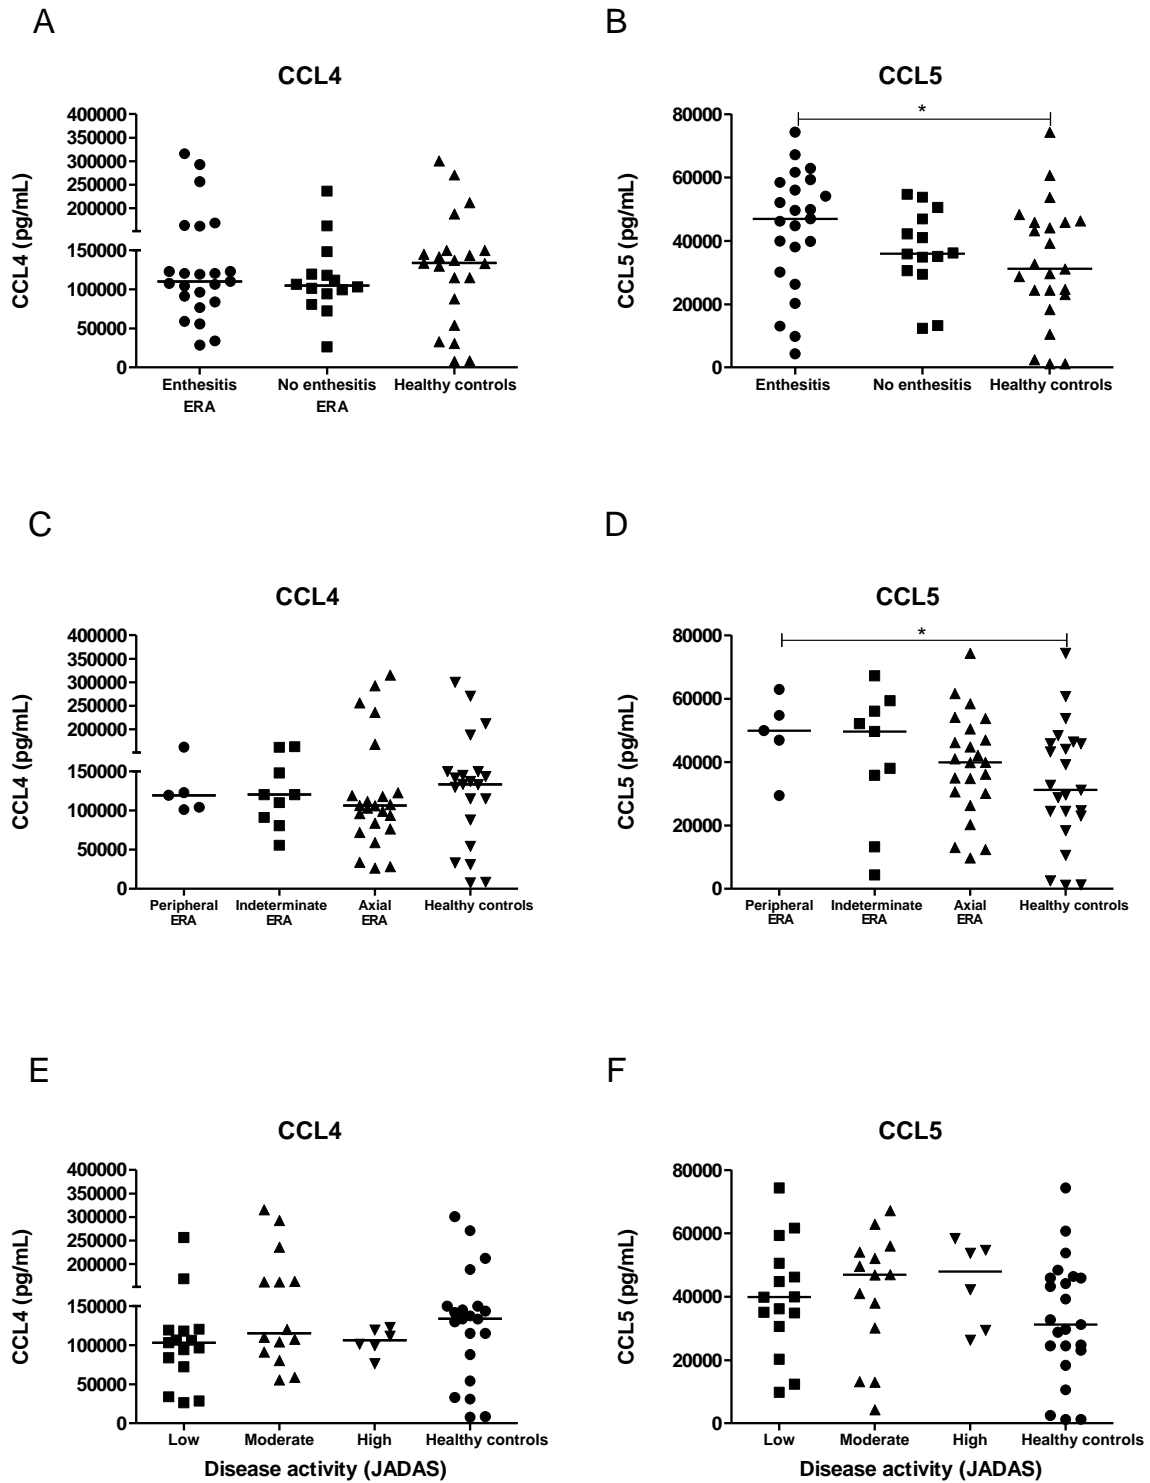 A
CCL4
CCL4 (pg/mL)
400000
350000
300000
250000
200000
150000
100000
50000
0
Enthesitis
ERA
No enthesitis
ERA
Healthy controls
B
CCL5
CCL5 (pg/mL)
80000
60000
40000
20000
0
*
Enthesitis
No enthesitis
Healthy controls
C
CCL4
CCL4 (pg/mL)
400000
350000
300000
250000
200000
150000
100000
50000
0
Peripheral
ERA
Indeterminate
ERA
Axial
ERA
Healthy controls
D
CCL5
CCL5 (pg/mL)
80000
60000
40000
20000
0
*
Peripheral
ERA
Indeterminate
ERA
Axial
ERA
Healthy controls
E
CCL4
CCL4 (pg/mL)
400000
350000
300000
250000
200000
150000
100000
50000
0
Low
Moderate
High
Healthy controls
Disease activity (JADAS)
F
CCL5
CCL5 (pg/mL)
80000
60000
40000
20000
0
Low
Moderate
High
Healthy controls
Disease activity (JADAS)